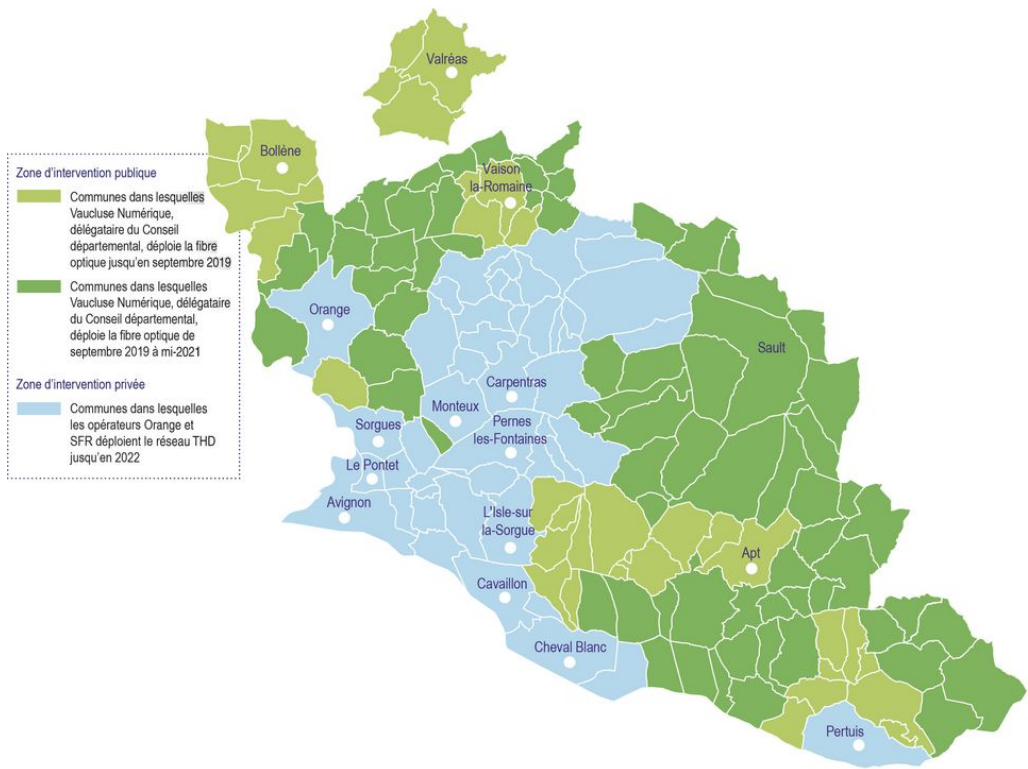 Valréas
Bollène
Vaison
la-Romaine
Zone d'intervention publique
Communes dans lesquelles
Vaucluse Numérique,
délégataire du Conseil
départemental, déploie la fibre
optique jusqu'en septembre 2019
Communes dans lesquelles
Vaucluse Numérique, délégataire
du Conseil départemental,
déploie la fibre optique de
septembre 2019 à mi-2021
Zone d'intervention privée
Communes dans lesquelles
les opérateurs Orange et
SFR déploient le réseau THD
jusqu'en 2022
Orange
Sault
Carpentras
Monteux
Pernes
les-Fontaines
Sorgues
Le Pontet
Avignon
L'Isle-sur
la-Sorgue
Apt
Cavaillon
Cheval Blanc
Pertuis